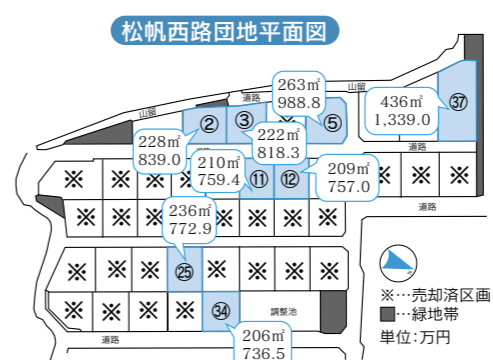 松帆西路団地平面図
山留
山留
道路
263㎡
988.8
436㎡
1,339.0
㊲
②
③
※
⑤
228㎡
839.0
222㎡
818.3
道路
210㎡
759.4
209㎡
757.0
※ ※ ※ ※ ⑪ ⑫ ※ ※ ※
236㎡
772.9
※ ※ ※ ※ ※ ※ ※ ※
道路
※ ※ ※ ㉕ ※ ※ ※ ※
※ ※ ※ ※ ㉞ 調整池
道路
206㎡
736.5
※…売却済区画
…緑地帯
単位:万円